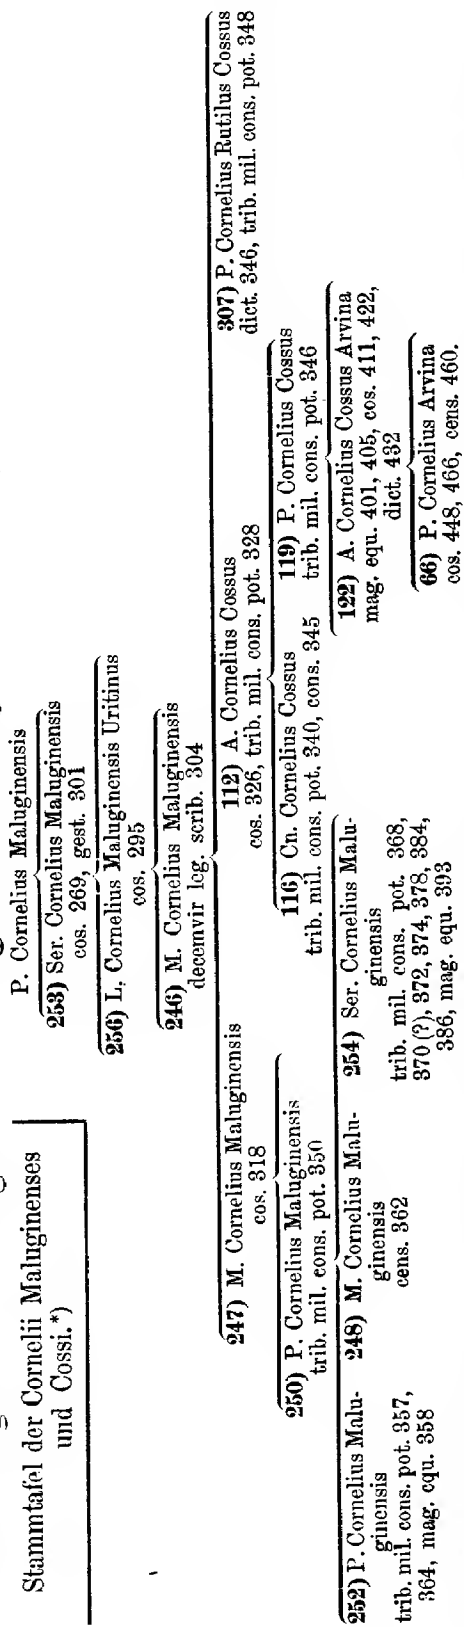 Stammtafel der Cornelii Maluginenses
und Cossi.*)
P. Cornelius Maluginensis
253) Ser. Cornelius Maluginensis
cos. 269, gest. 301
256) L. Cornelius Maluginensis Uritinus
cos. 295
246) M. Cornelius Maluginensis
decemvir leg. scrib. 304
247) M. Cornelius Maluginensis
cos. 318
112) A. Cornelius Cossus
cos. 326, trib. mil. cons. pot. 328
307) P. Cornelius Rutilus Cossus
dict. 346, trib. mil. cons. pot. 348
250) P. Cornelius Maluginensis
trib. mil. cons. pot. 350
116) Cn. Cornelius Cossus
trib. mil. cons. pot. 340, cons. 345
119) P. Cornelius Cossus
trib. mil. cons. pot. 346
252) P. Cornelius Malu-
ginensis
trib. mil. cons. pot. 357,
364, mag. equ. 358
248) M. Cornelius Malu-
ginensis
cens. 362
254) Ser. Cornelius Malu-
ginensis
trib. mil. cons. pot. 368,
370 (?), 372, 374, 378, 384,
386, mag. equ. 393
122) A. Cornelius Cossus Arvina
mag. equ. 401, 405, cos. 411, 422,
dict. 432
66) P. Cornelius Arvina
cos. 448, 466, cens. 460.